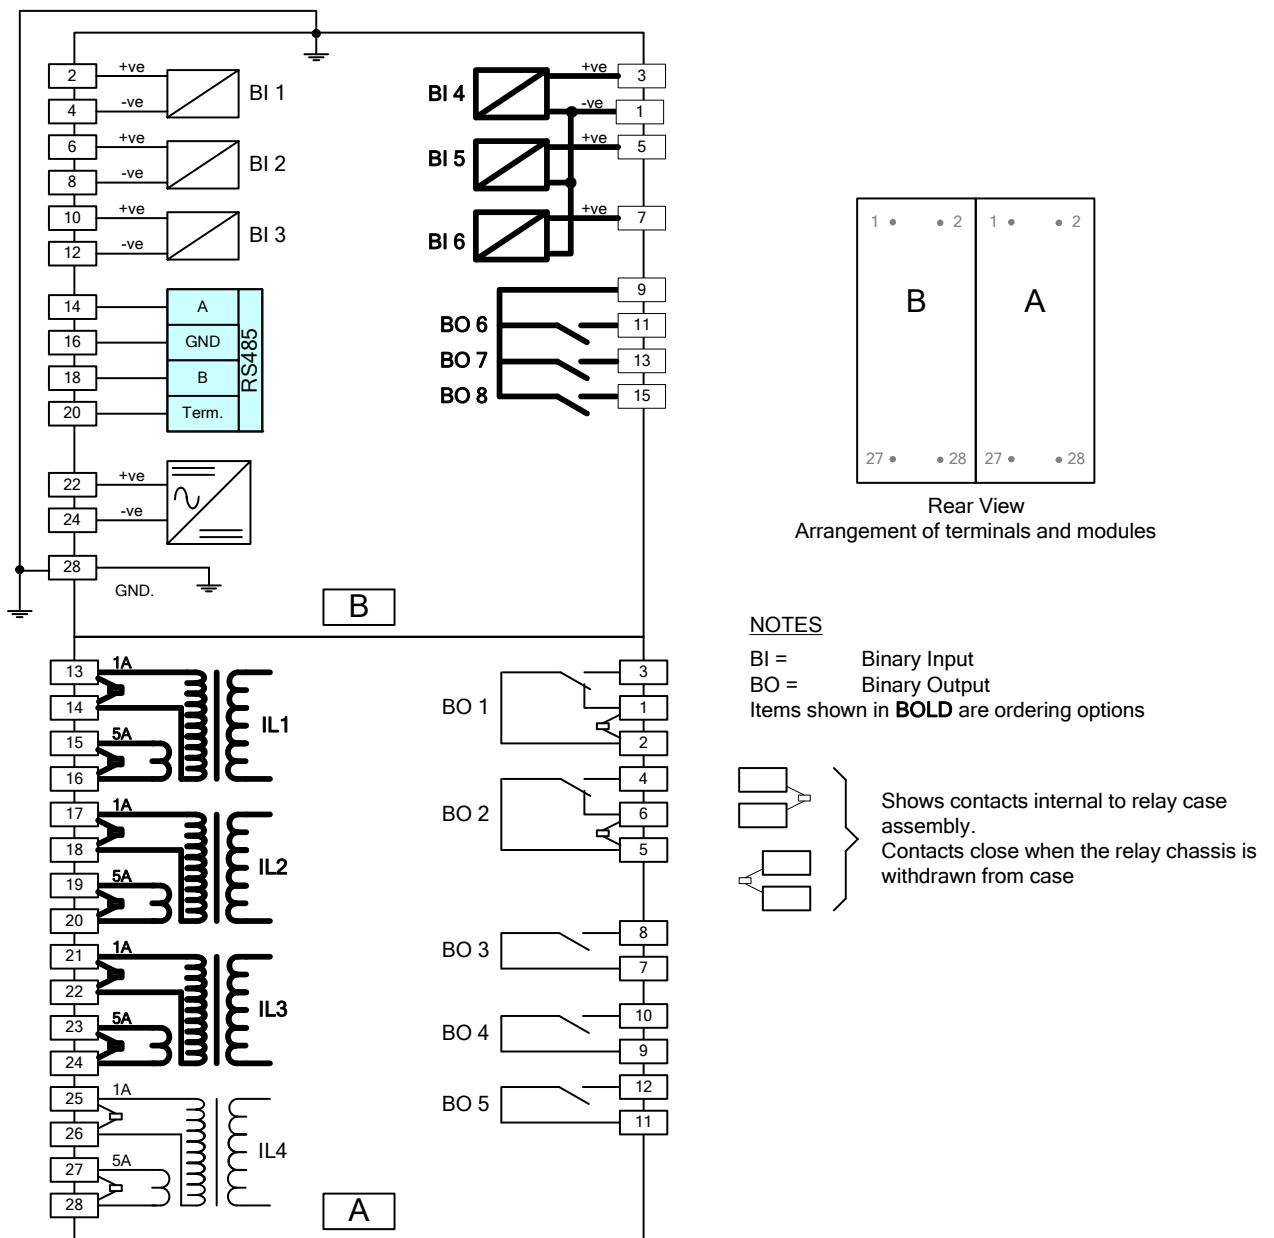 2 +ve
BI 1
4 -ve
6 +ve
BI 2
8 -ve
10 +ve
BI 3
12 -ve
14 A
16 GND
18 B
20 Term.
RS485
22 +ve
24 -ve
28
GND.
B
+ve 3
BI 4
-ve 1
+ve 5
BI 5
+ve 7
BI 6
9
BO 6 11
BO 7 13
BO 8 15
13 1A
14
IL1
15 5A
16
17 1A
18
IL2
19 5A
20
21 1A
22
IL3
23 5A
24
25 1A
26
IL4
27 5A
28
A
3
BO 1 1
2
4
BO 2 6
5
8
BO 3
7
10
BO 4
9
12
BO 5
11
1 2 1 2
B A
27 28 27 28
Rear View
Arrangement of terminals and modules
NOTES
BI = Binary Input
BO = Binary Output
Items shown in BOLD are ordering options
Shows contacts internal to relay case
assembly.
Contacts close when the relay chassis is
withdrawn from case